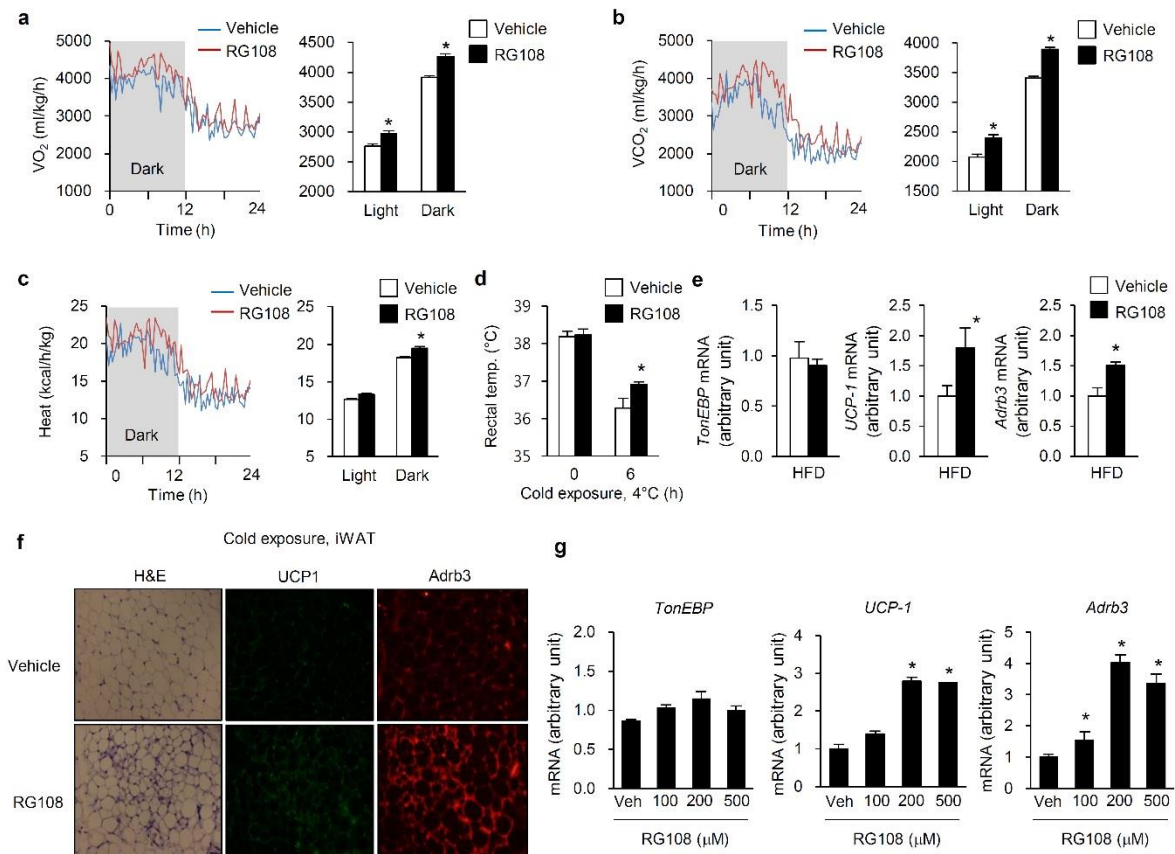 a
Vehicle
RG108
VO2 (ml/kg/h)
5000
4000
3000
2000
1000
Dark
0 12 24
Time (h)
Vehicle
RG108
4500
4000
3500
3000
2500
2000
*
*
Light Dark
b
Vehicle
RG108
VCO2 (ml/kg/h)
5000
4000
3000
2000
1000
Dark
0 12 24
Time (h)
Vehicle
RG108
4000
3500
3000
2500
2000
1500
*
*
Light Dark
c
Vehicle
RG108
Heat (kcal/h/kg)
25
20
15
10
5
Dark
0 12 24
Time (h)
Vehicle
RG108
25
20
15
10
5
*
Light Dark
d
Vehicle
RG108
Rectal temp. (°C)
39
38
37
36
35
*
0 6
Cold exposure, 4°C (h)
e
Vehicle
RG108
TonEBP mRNA
(arbitrary unit)
1.5
1.0
0.5
0.0
HFD
UCP-1 mRNA
(arbitrary unit)
2.5
2.0
1.5
1.0
0.5
0.0
*
HFD
Adrb3 mRNA
(arbitrary unit)
2.0
1.5
1.0
0.5
0.0
*
HFD
f
Cold exposure, iWAT
H&E UCP1 Adrb3
Vehicle
RG108
g
TonEBP
mRNA (arbitrary unit)
2.0
1.5
1.0
0.5
0.0
Veh 100 200 500
RG108 (μM)
UCP-1
mRNA (arbitrary unit)
4
3
2
1
0
* *
Veh 100 200 500
RG108 (μM)
Adrb3
mRNA (arbitrary unit)
5
4
3
2
1
0
* * *
Veh 100 200 500
RG108 (μM)